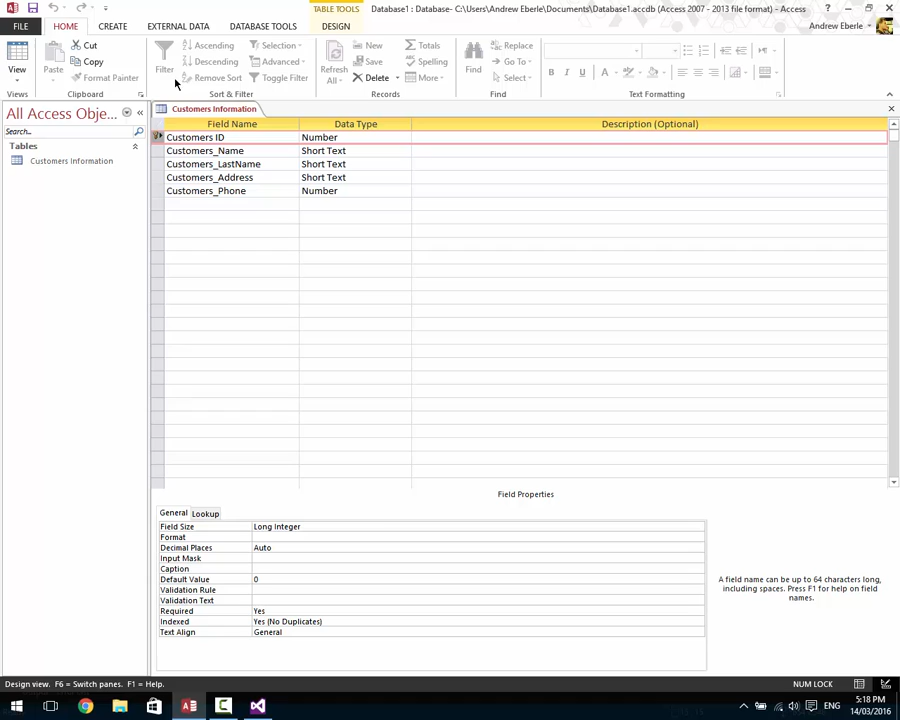 TABLE TOOLS
Database1 : Database- C:\Users\Andrew Eberle\Documents\Database1.accdb (Access 2007 - 2013 file format) - Access
FILE
HOME
CREATE
EXTERNAL DATA
DATABASE TOOLS
DESIGN
Andrew Eberle
View
Views
Paste
Cut
Copy
Format Painter
Clipboard
Filter
Ascending
Descending
Remove Sort
Selection
Advanced
Toggle Filter
Sort & Filter
Refresh
All
New
Save
Delete
Totals
Spelling
More
Records
Find
Replace
Go To
Select
Find
B I U A
Text Formatting
All Access Obje...
Search...
Tables
Customers Information
Customers Information
Field Name Data Type Description (Optional)
Customers ID Number
Customers_Name Short Text
Customers_LastName Short Text
Customers_Address Short Text
Customers_Phone Number
Field Properties
General Lookup
Field Size Long Integer
Format
Decimal Places Auto
Input Mask
Caption
Default Value 0
Validation Rule
Validation Text
Required Yes
Indexed Yes (No Duplicates)
Text Align General
A field name can be up to 64 characters long,
including spaces. Press F1 for help on field
names.
Design view. F6 = Switch panes. F1 = Help.
NUM LOCK
ENG
5:18 PM
14/03/2016